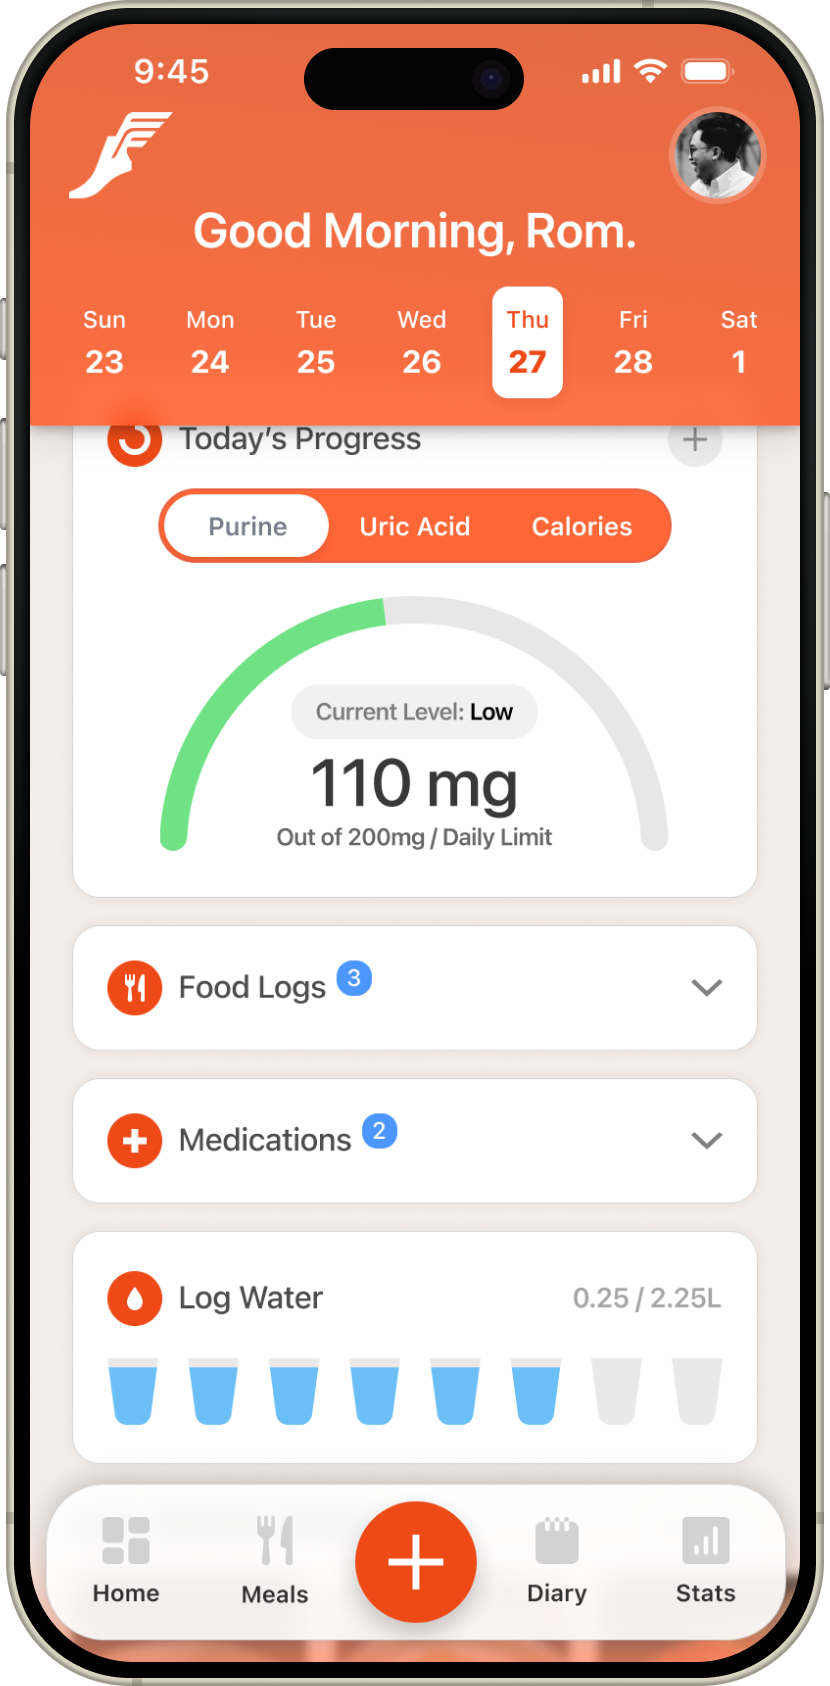 9:45
Good Morning, Rom.
Sun Mon Tue Wed Thu Fri Sat
23 24 25 26 27 28 1
Today's Progress
Purine Uric Acid Calories
Current Level: Low
110 mg
Out of 200mg / Daily Limit
Food Logs 3
Medications 2
Log Water 0.25 / 2.25L
Home Meals Diary Stats